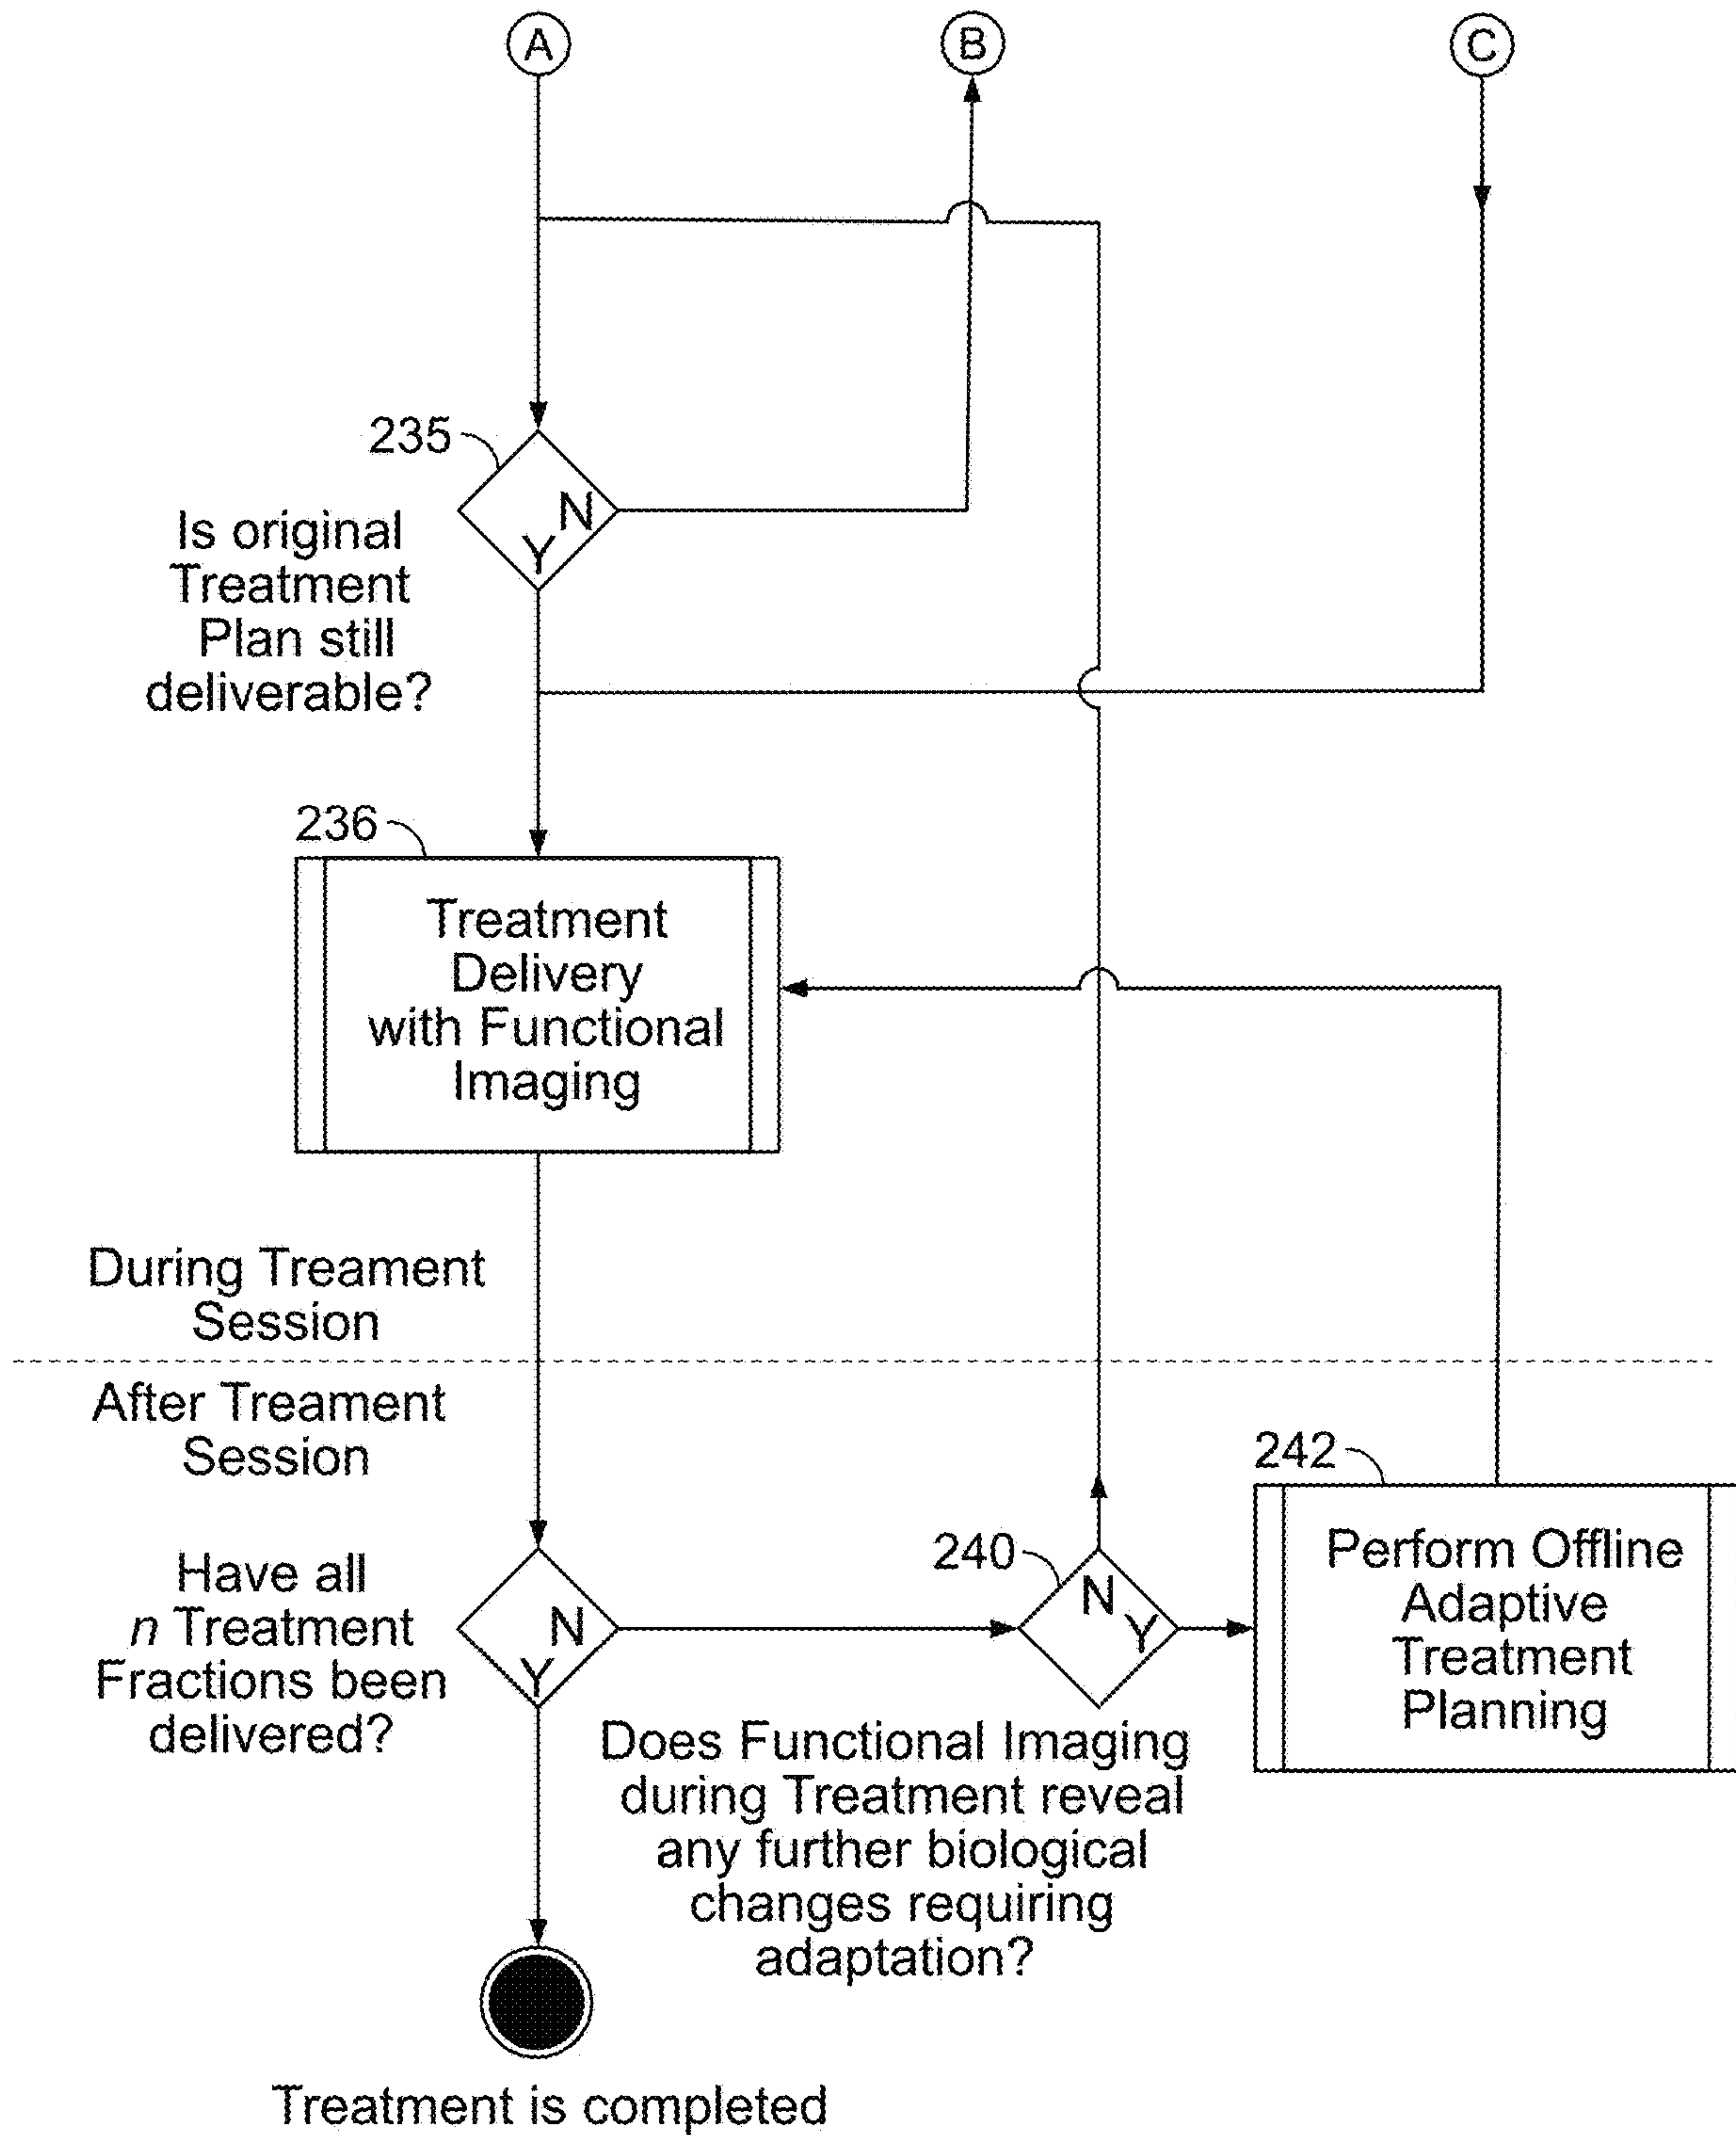 A
B
C
235
N
Y
Is original
Treatment
Plan still
deliverable?
236
Treatment
Delivery
with Functional
Imaging
During Treament
Session
After Treament
Session
242
Have all
n Treatment
Fractions been
delivered?
N
Y
240
N
Y
Perform Offline
Adaptive
Treatment
Planning
Does Functional Imaging
during Treatment reveal
any further biological
changes requiring
adaptation?
Treatment is completed